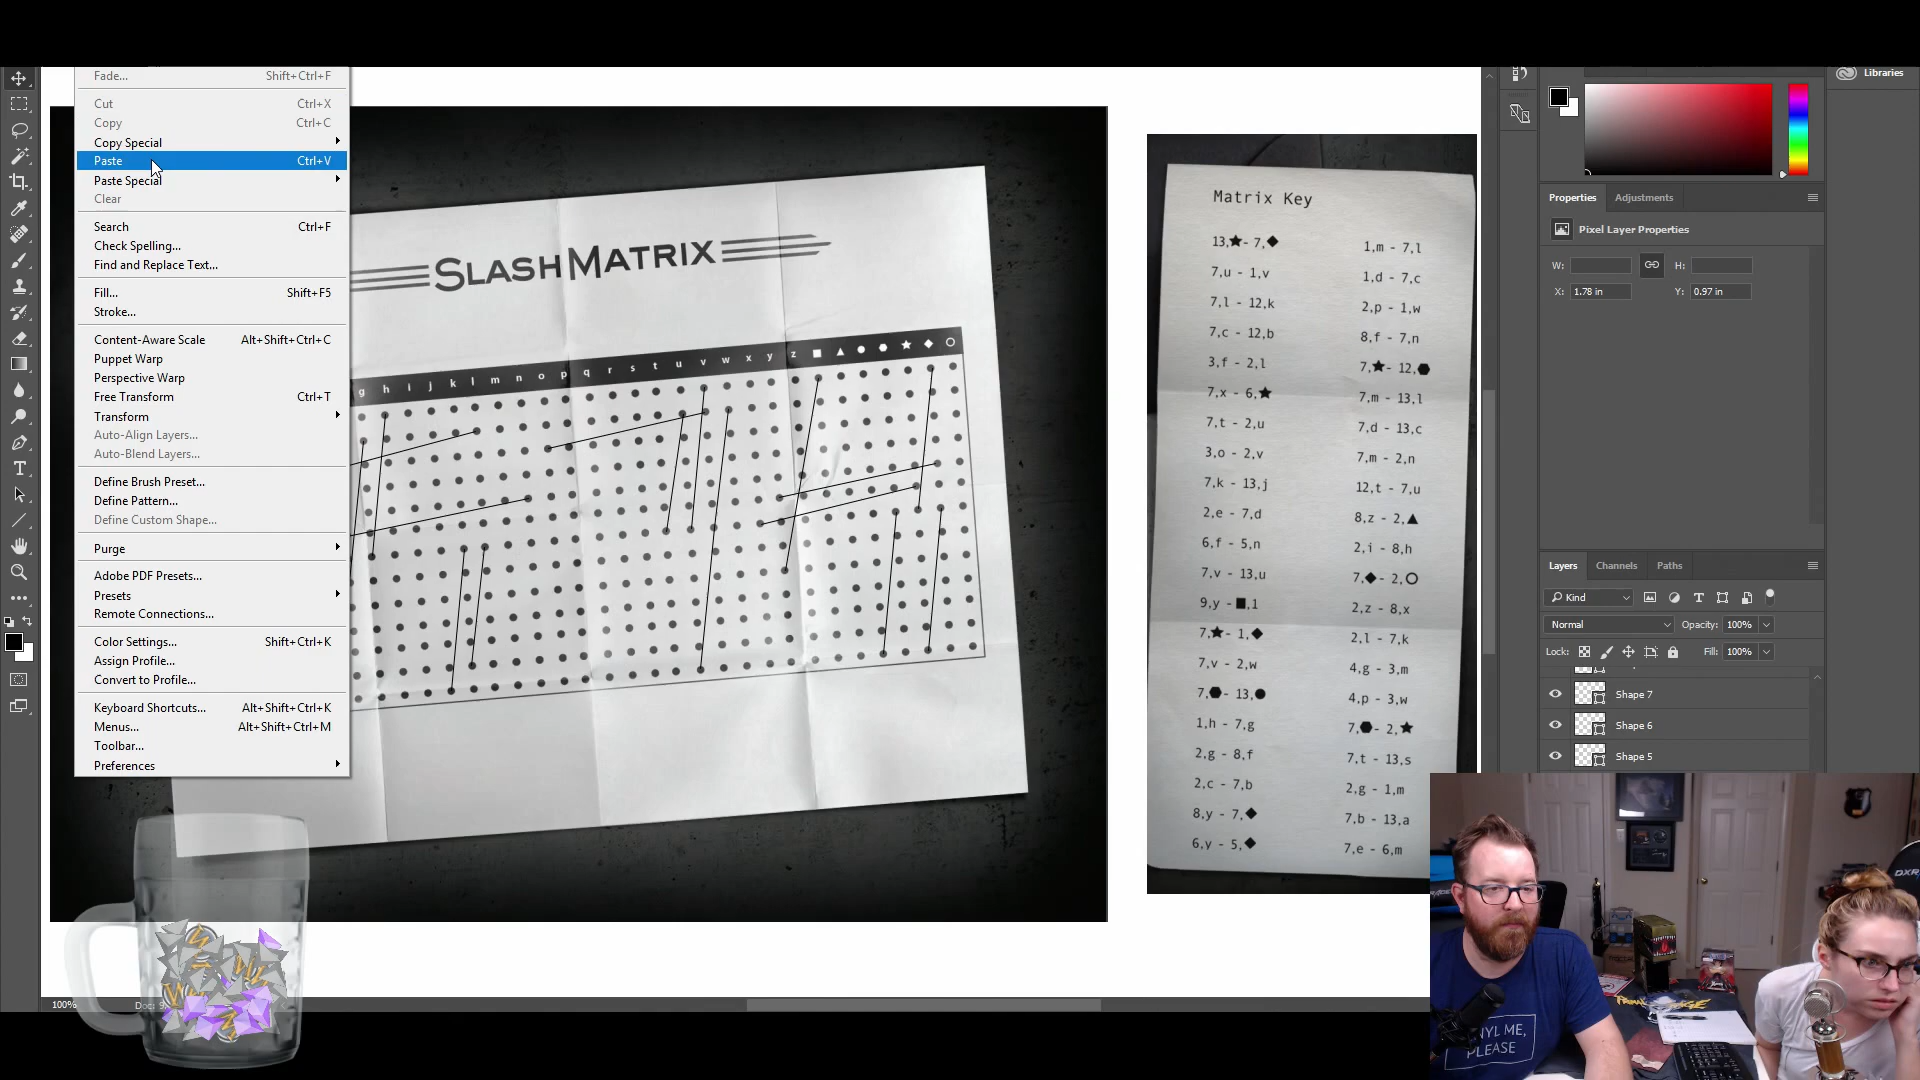 Fade... Shift+Ctrl+F
Cut Ctrl+X
Copy Ctrl+C
Copy Special
Paste Ctrl+V
Paste Special
Clear
Search Ctrl+F
Check Spelling...
Find and Replace Text...
Fill... Shift+F5
Stroke...
Content-Aware Scale Alt+Shift+Ctrl+C
Puppet Warp
Perspective Warp
Free Transform Ctrl+T
Transform
Auto-Align Layers...
Auto-Blend Layers...
Define Brush Preset...
Define Pattern...
Define Custom Shape...
Purge
Adobe PDF Presets...
Presets
Remote Connections...
Color Settings... Shift+Ctrl+K
Assign Profile...
Convert to Profile...
Keyboard Shortcuts... Alt+Shift+Ctrl+K
Menus... Alt+Shift+Ctrl+M
Toolbar...
Preferences
SLASHMATRIX
g h i j k l m n o p q r s t u v w x y z ■ ▲ ● ⬢ ★ ◆ ○
Matrix Key
13,★- 7,◆
7,u - 1,v
7,l - 12,k
7,c - 12,b
3,f - 2,l
7,x - 6,★
7,t - 2,u
3,o - 2,v
7,k - 13,j
2,e - 7,d
6,f - 5,n
7,v - 13,u
9,y -■,1
7,★- 1,◆
7,v - 2,w
7,⬢- 13,●
1,h - 7,g
2,g - 8,f
2,c - 7,b
8,y - 7,◆
6,y - 5,◆
1,m - 7,l
1,d - 7,c
2,p - 1,w
8,f - 7,n
7,★- 12,⬢
7,m - 13,l
7,d - 13,c
7,m - 2,n
12,t - 7,u
8,z - 2,▲
2,i - 8,h
7,◆- 2,○
2,z - 8,x
2,l - 7,k
4,g - 3,m
4,p - 3,w
7,⬢- 2,★
7,t - 13,s
2,g - 1,m
7,b - 13,a
7,e - 6,m
Libraries
Properties Adjustments
Pixel Layer Properties
W: H:
X: 1.78 in Y: 0.97 in
Layers Channels Paths
Kind
Normal Opacity: 100%
Lock: Fill: 100%
Shape 7
Shape 6
Shape 5
100%
NYL ME,
PLEASE
DXR